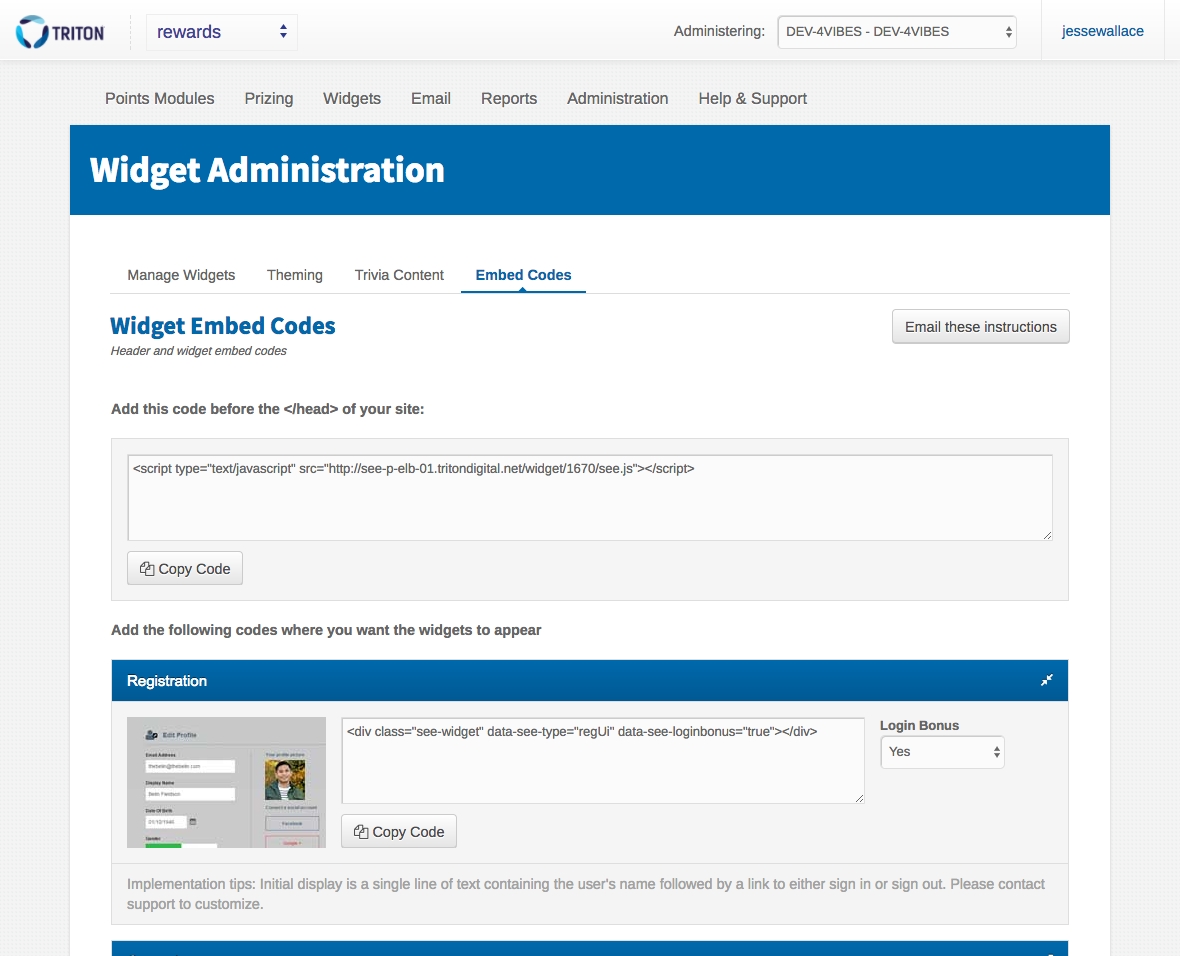 TRITON
rewards
Administering:
DEV-4VIBES - DEV-4VIBES
jessewallace
Points Modules
Prizing
Widgets
Email
Reports
Administration
Help & Support
Widget Administration
Manage Widgets
Theming
Trivia Content
Embed Codes
Widget Embed Codes
Email these instructions
Header and widget embed codes
Add this code before the </head> of your site:
<script type="text/javascript" src="http://see-p-elb-01.tritondigital.net/widget/1670/see.js"></script>
Copy Code
Add the following codes where you want the widgets to appear
Registration
Edit Profile
Email Address
Display Name
Date Of Birth
Gender
Your profile picture
Connect a social account
Facebook
<div class="see-widget" data-see-type="regUi" data-see-loginbonus="true"></div>
Copy Code
Login Bonus
Yes
Implementation tips: Initial display is a single line of text containing the user's name followed by a link to either sign in or sign out. Please contact
support to customize.